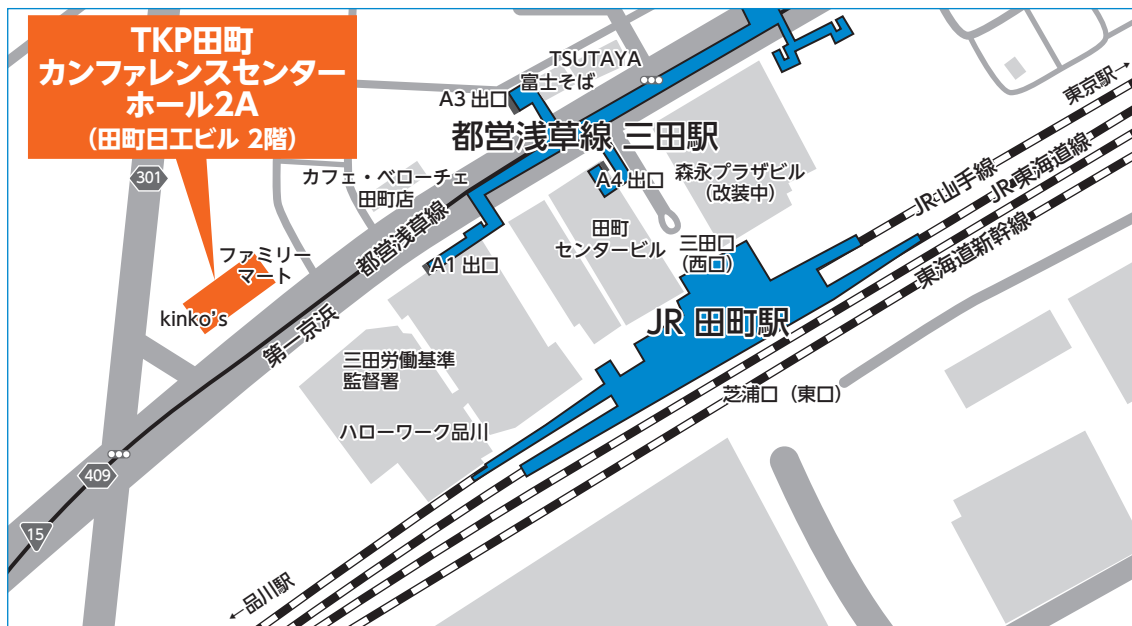 TKP田町
カンファレンスセンター
ホール2A
（田町日工ビル 2階）
TSUTAYA
富士そば
A3 出口
都営浅草線 三田駅
東京駅→
301
カフェ・ベローチェ
田町店
A4 出口
森永プラザビル
（改装中）
JR 山手線
JR 東海道線
東海道新幹線
都営浅草線
田町
センタービル
三田口
（西口）
ファミリー
マート
A1 出口
kinko's
第一京浜
JR 田町駅
三田労働基準
監督署
芝浦口（東口）
ハローワーク品川
409
15
←品川駅